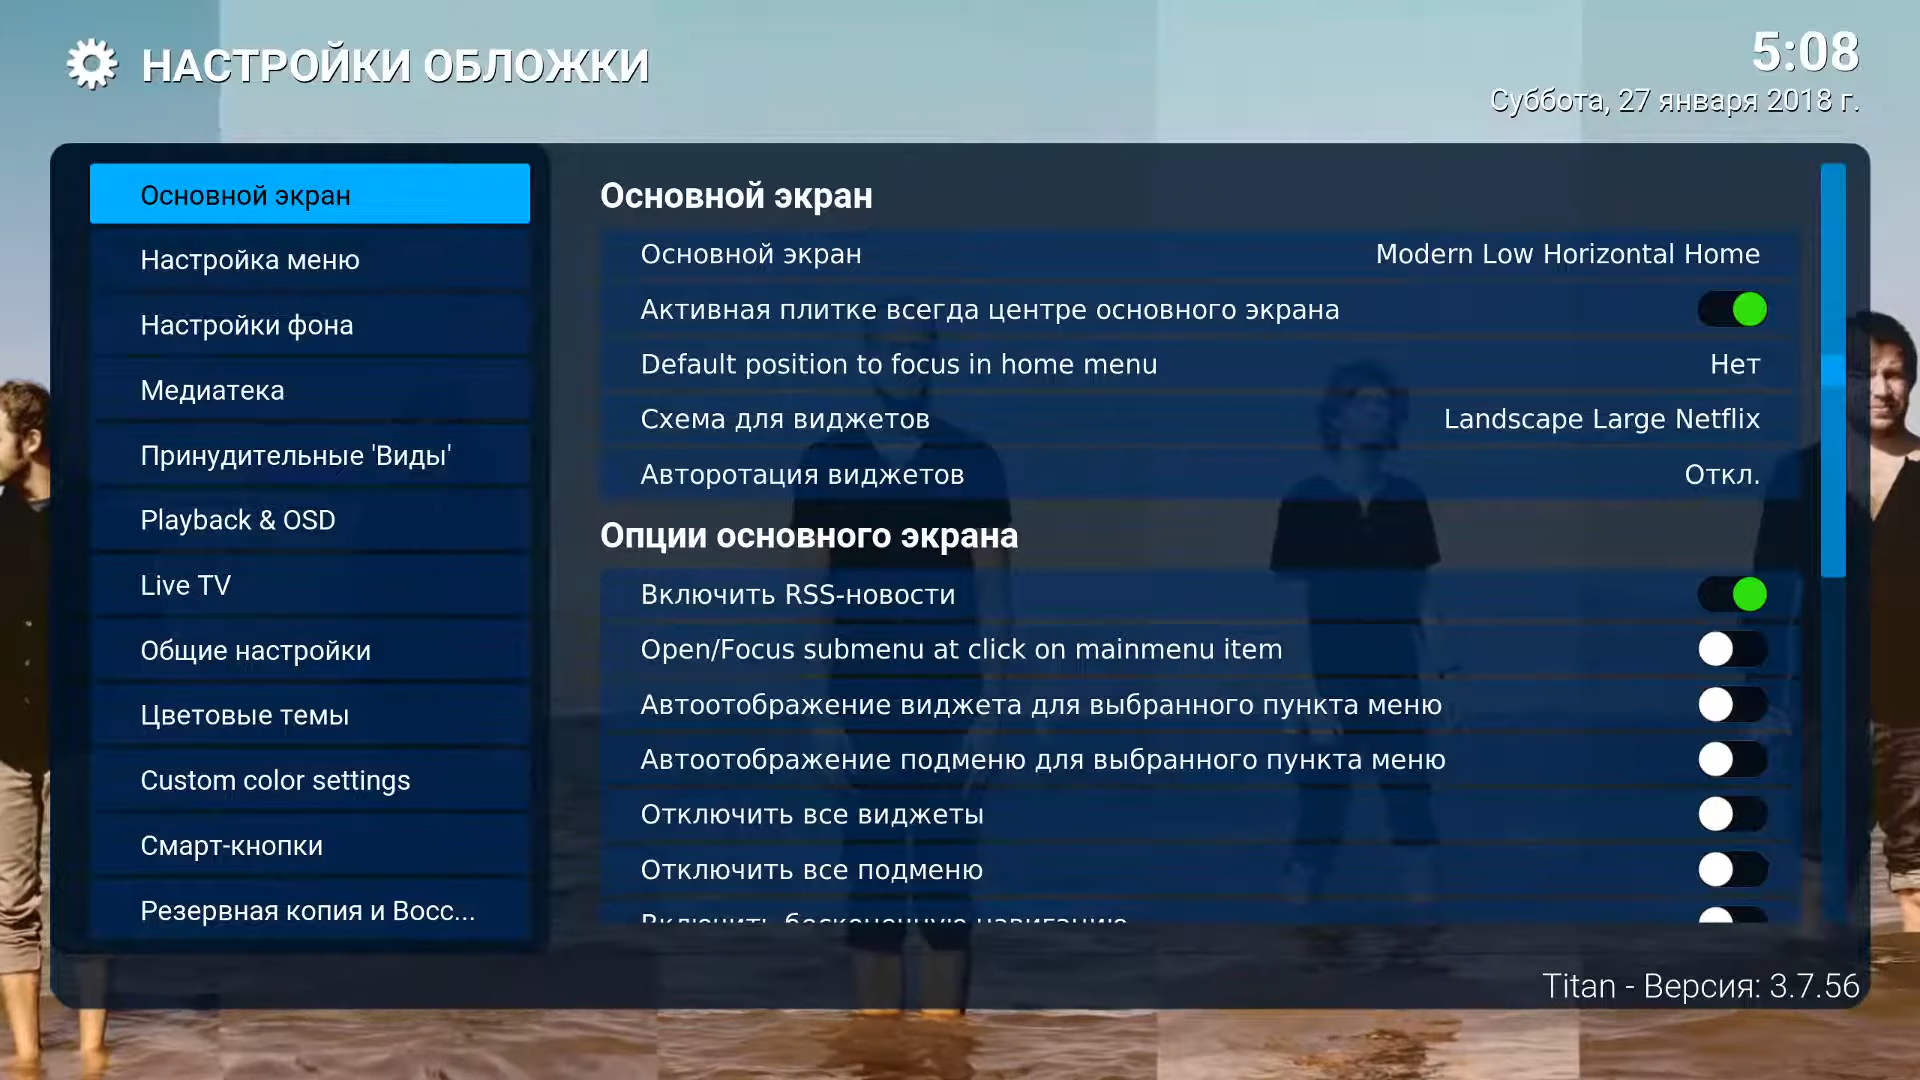 НАСТРОЙКИ ОБЛОЖКИ
5:08
Суббота, 27 января 2018 г.
Основной экран
Настройка меню
Настройки фона
Медиатека
Принудительные 'Виды'
Playback & OSD
Live TV
Общие настройки
Цветовые темы
Custom color settings
Смарт-кнопки
Резервная копия и Восс...
Основной экран
Основной экран Modern Low Horizontal Home
Активная плитке всегда центре основного экрана
Default position to focus in home menu Нет
Схема для виджетов Landscape Large Netflix
Авторотация виджетов Откл.
Опции основного экрана
Включить RSS-новости
Open/Focus submenu at click on mainmenu item
Автоотображение виджета для выбранного пункта меню
Автоотображение подменю для выбранного пункта меню
Отключить все виджеты
Отключить все подменю
Включить бесконечную навигацию
Titan - Версия: 3.7.56